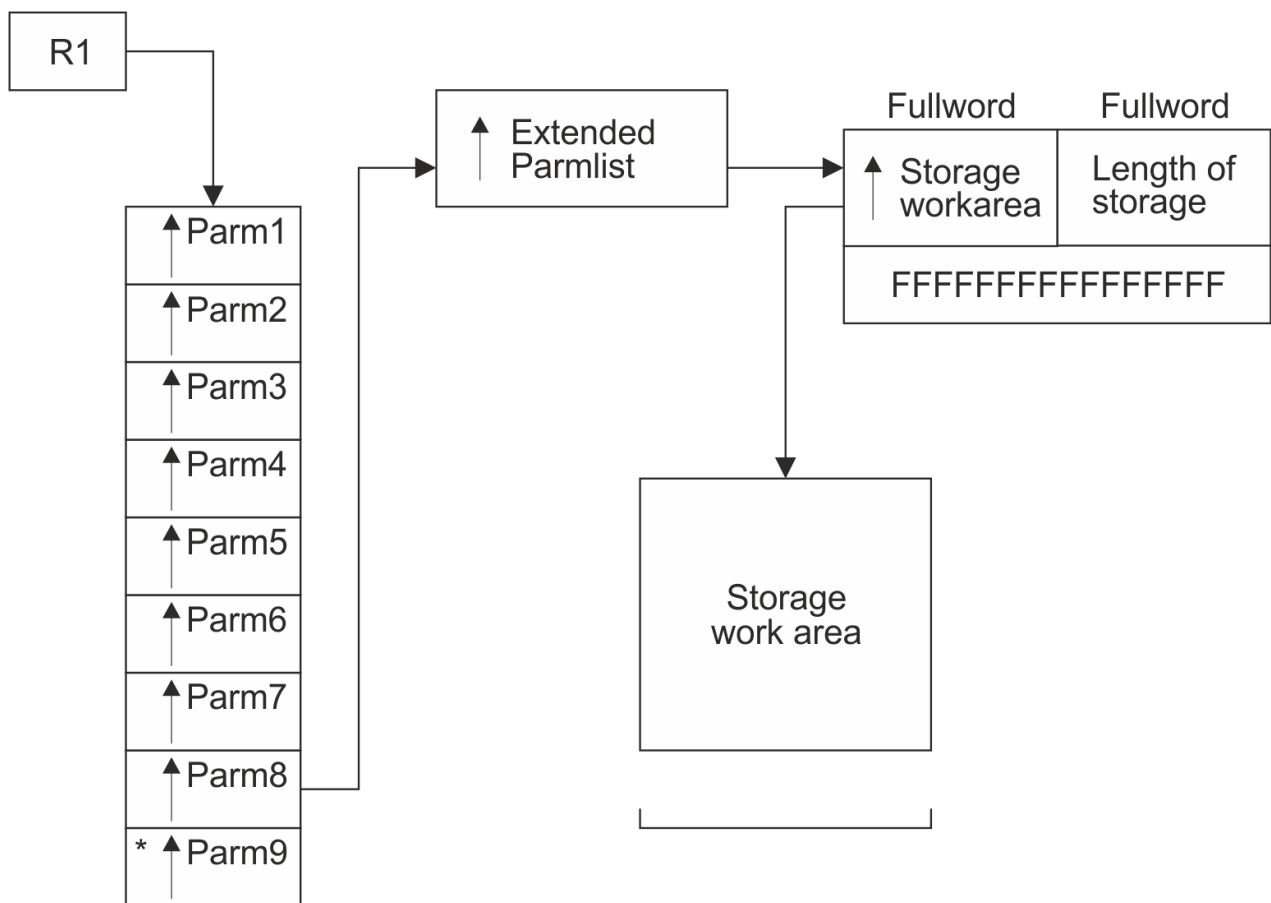 R1
Parm1
Parm2
Parm3
Parm4
Parm5
Parm6
Parm7
Parm8
* Parm9
Extended
Parmlist
Fullword Fullword
Storage
workarea
Length of
storage
FFFFFFFFFFFFFFFF
Storage
work area